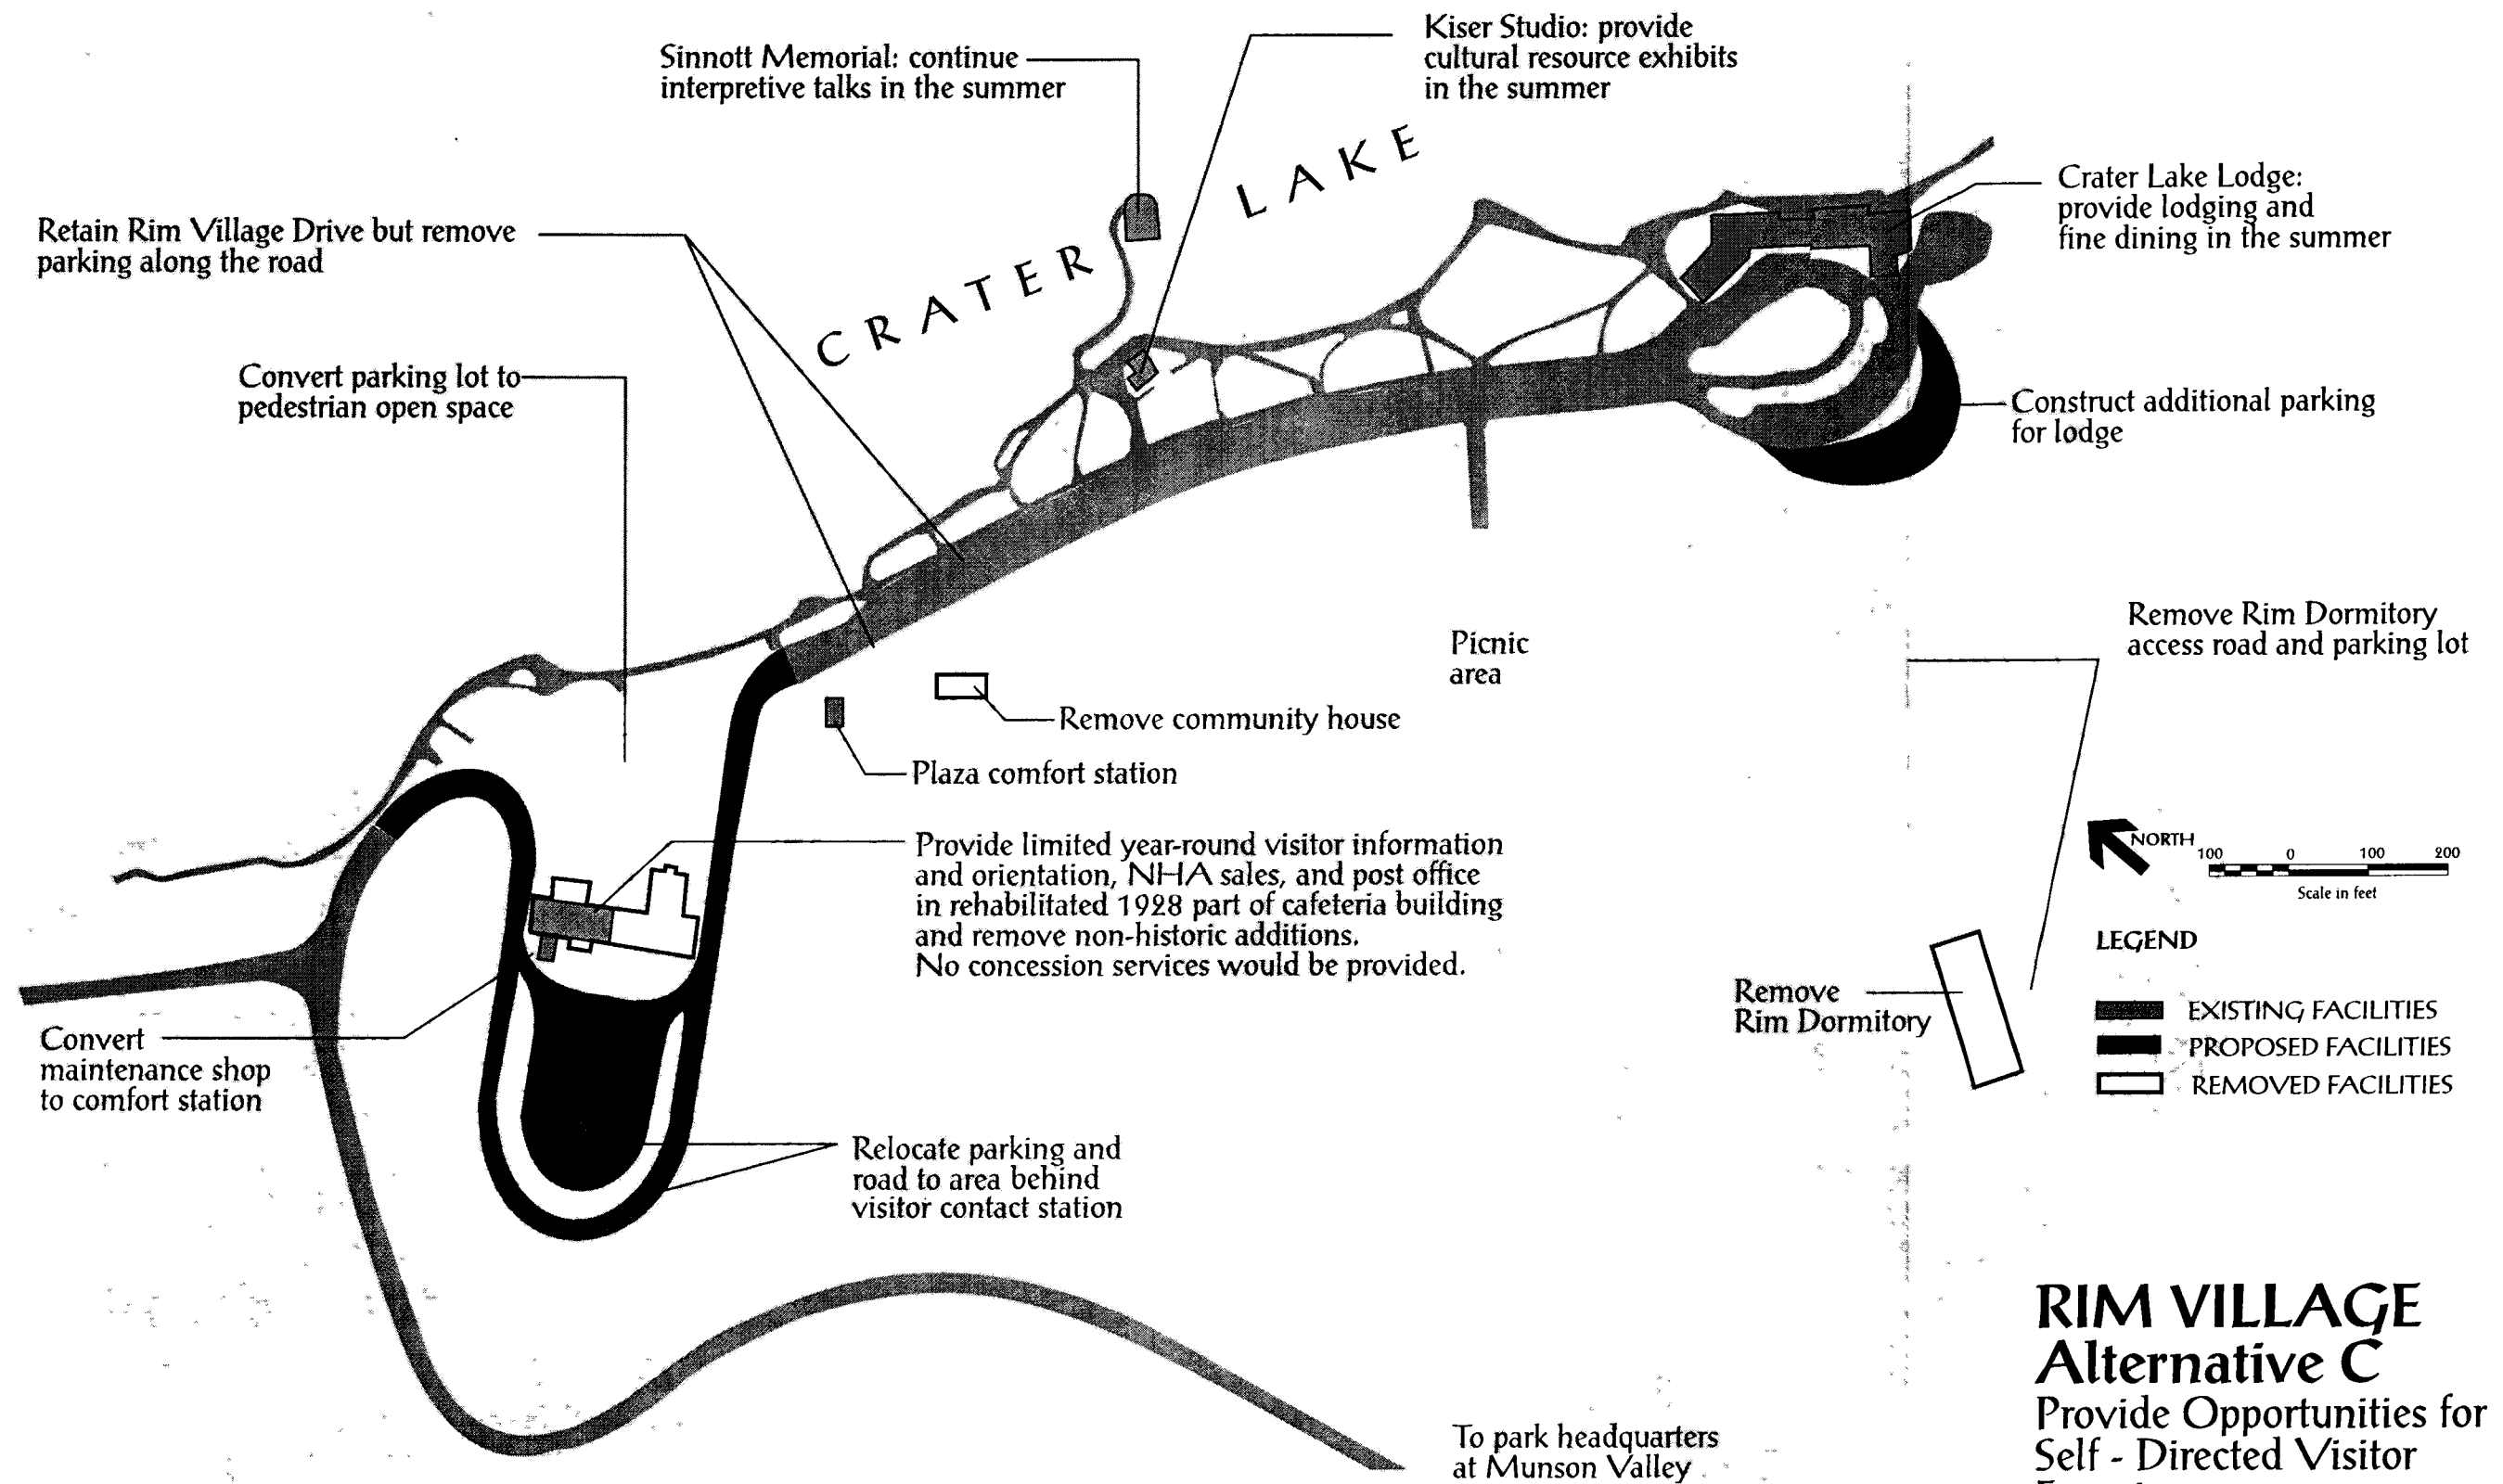 Kiser Studio: provide
cultural resource exhibits
in the summer
Sinnott Memorial: continue
interpretive talks in the summer
CRATER LAKE
Crater Lake Lodge:
provide lodging and
fine dining in the summer
Retain Rim Village Drive but remove
parking along the road
Convert parking lot to
pedestrian open space
Construct additional parking
for lodge
Remove Rim Dormitory
access road and parking lot
Picnic
area
Remove community house
Plaza comfort station
Provide limited year-round visitor information
and orientation, NHA sales, and post office
in rehabilitated 1928 part of cafeteria building
and remove non-historic additions.
No concession services would be provided.
NORTH
100 0 100 200
Scale in feet
LEGEND
EXISTING FACILITIES
PROPOSED FACILITIES
REMOVED FACILITIES
Remove
Rim Dormitory
Convert
maintenance shop
to comfort station
Relocate parking and
road to area behind
visitor contact station
RIM VILLAGE
Alternative C
Provide Opportunities for
Self - Directed Visitor
To park headquarters
at Munson Valley